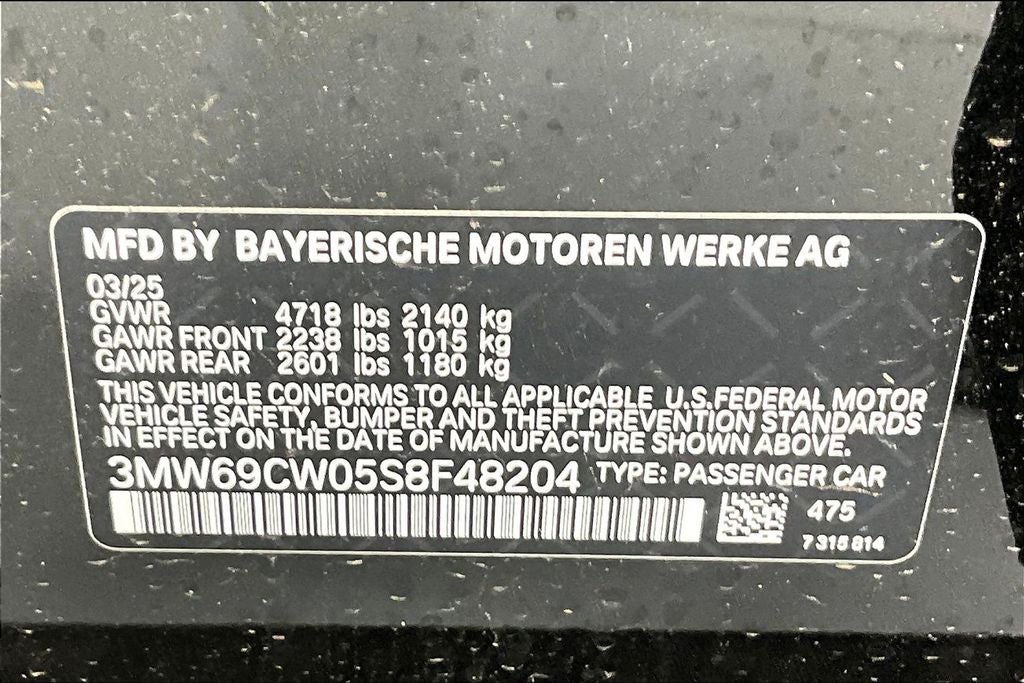 MFD BY BAYERISCHE MOTOREN WERKE AG
03/25
GVWR 4718 lbs 2140 kg
GAWR FRONT 2238 lbs 1015 kg
GAWR REAR 2601 lbs 1180 kg
THIS VEHICLE CONFORMS TO ALL APPLICABLE U.S.FEDERAL MOTOR
VEHICLE SAFETY, BUMPER AND THEFT PREVENTION STANDARDS
IN EFFECT ON THE DATE OF MANUFACTURE SHOWN ABOVE.
3MW69CW05S8F48204 TYPE: PASSENGER CAR
475
7 315 814